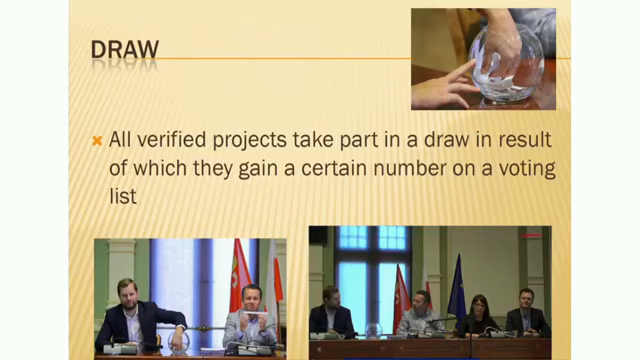 DRAW
All verified projects take part in a draw in result
of which they gain a certain number on a voting
list